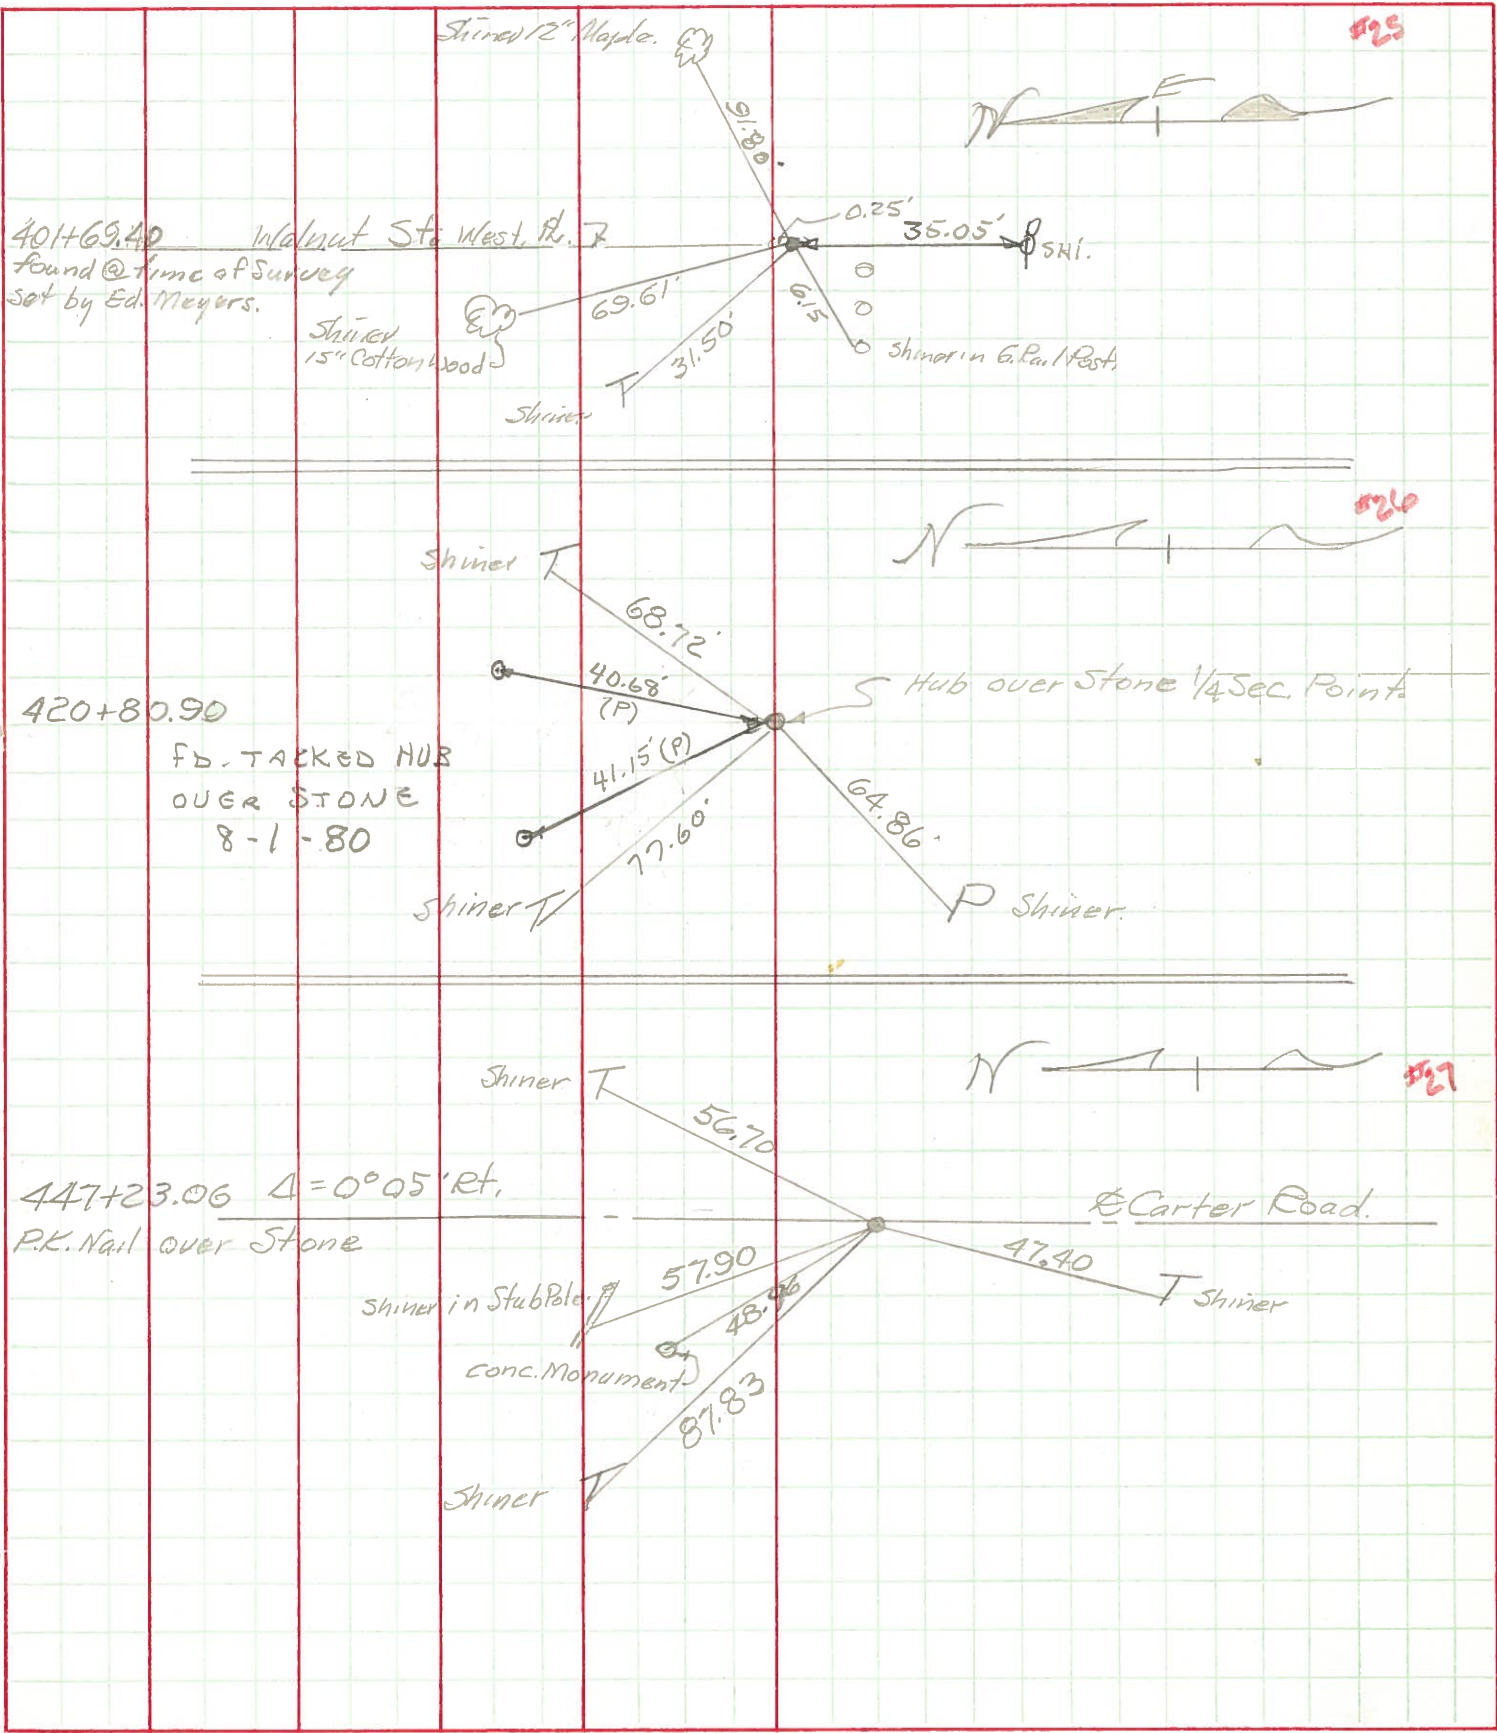 #25
Shiner 12" Maple.
N E
91.80
0.25'
35.05'
SHI.
401+69.40 Walnut St. West.
found @ time of Survey
Set by Ed. Meyers.
69.61'
6.15
Shiner
15" Cottonwood
31.50'
T
Shiner in G. Rail Post.
Shiner
#26
N
Shiner T
68.72'
40.68'
(P)
Hub over Stone 1/4 Sec. Point
420+80.90
FD. TACKED HUB
OVER STONE
8-1-80
41.15' (P)
77.60'
64.86'
Shiner T
P Shiner.
#27
N
Shiner T
56.70
447+23.06 Δ=0°05' Rt.
P.K. Nail over Stone
℄ Carter Road.
57.90
47.40
T Shiner
Shiner in Stub Pole.
48.96
conc. Monument
87.83
Shiner T